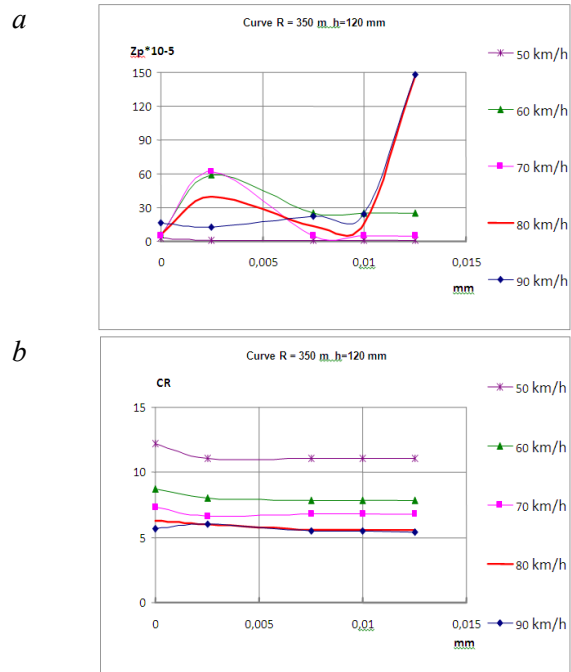 a
Curve R = 350 m h=120 mm
Zp*10-5
150
120
90
60
30
0
0
0,005
0,01
0,015
mm
50 km/h
60 km/h
70 km/h
80 km/h
90 km/h
b
Curve R = 350 m h=120 mm
CR
15
10
5
0
0
0,005
0,01
0,015
mm
50 km/h
60 km/h
70 km/h
80 km/h
90 km/h